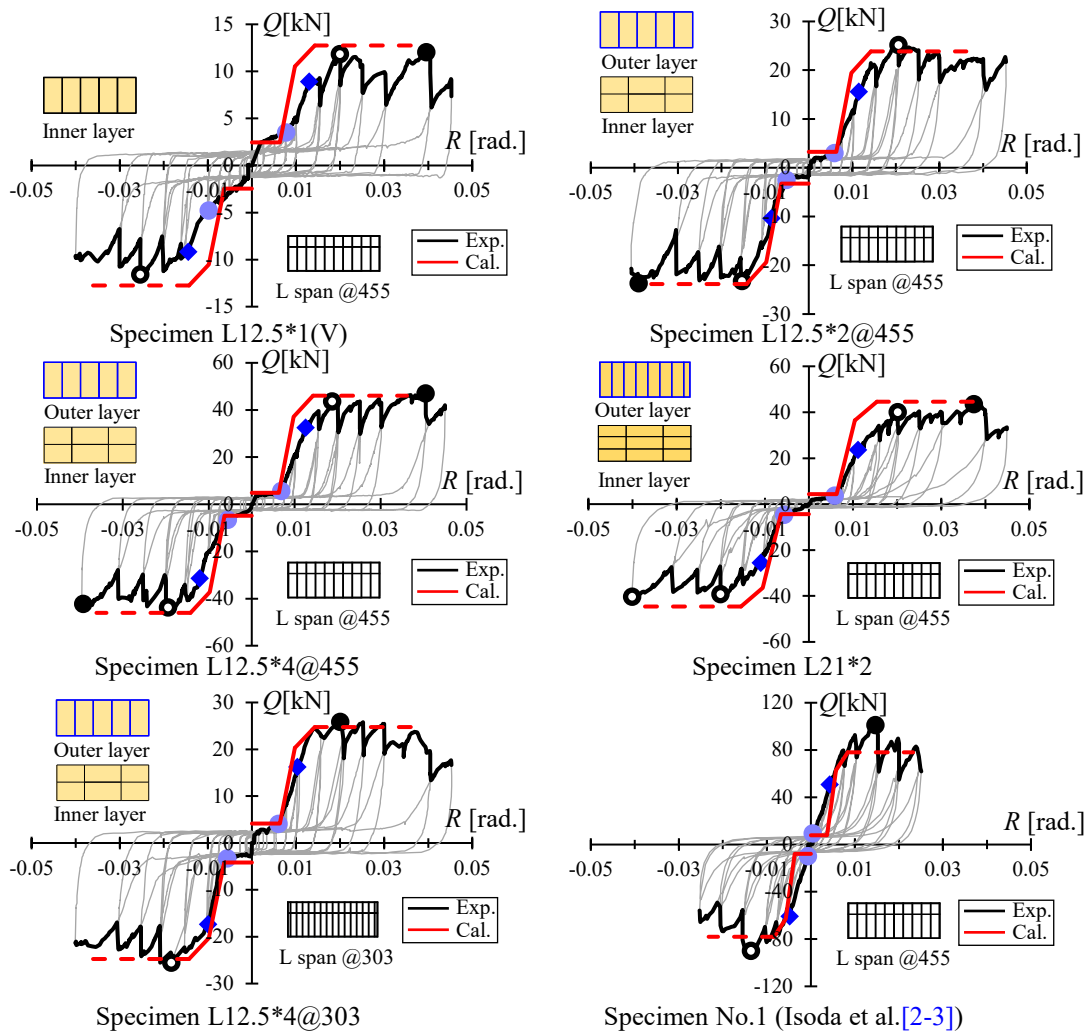 Q[kN]
15
10
5
0
-5
-10
-15
-0.05
-0.03
-0.01
0.01
0.03
0.05
R [rad.]
Inner layer
Exp.
Cal.
L span @455
Specimen L12.5*1(V)
Q[kN]
40
30
20
10
0
-10
-20
-30
-40
-0.05
-0.03
-0.01
0.01
0.03
0.05
R [rad.]
Outer layer
Inner layer
Exp.
Cal.
L span @455
Specimen L12.5*2@455
Q[kN]
60
40
20
0
-20
-40
-60
-0.05
-0.03
-0.01
0.01
0.03
0.05
R [rad.]
Outer layer
Inner layer
Exp.
Cal.
L span @455
Specimen L12.5*4@455
Q[kN]
80
60
40
20
0
-20
-40
-60
-80
-0.05
-0.03
-0.01
0.01
0.03
0.05
R [rad.]
Outer layer
Inner layer
Exp.
Cal.
L span @455
Specimen L21*2
Q[kN]
30
20
10
0
-10
-20
-30
-0.05
-0.03
-0.01
0.01
0.03
0.05
R [rad.]
Outer layer
Inner layer
Exp.
Cal.
L span @303
Specimen L12.5*4@303
Q[kN]
120
80
40
0
-40
-80
-120
-0.05
-0.03
-0.01
0.01
0.03
0.05
R [rad.]
Exp.
Cal.
L span @455
Specimen No.1 (Isoda et al.[2-3])